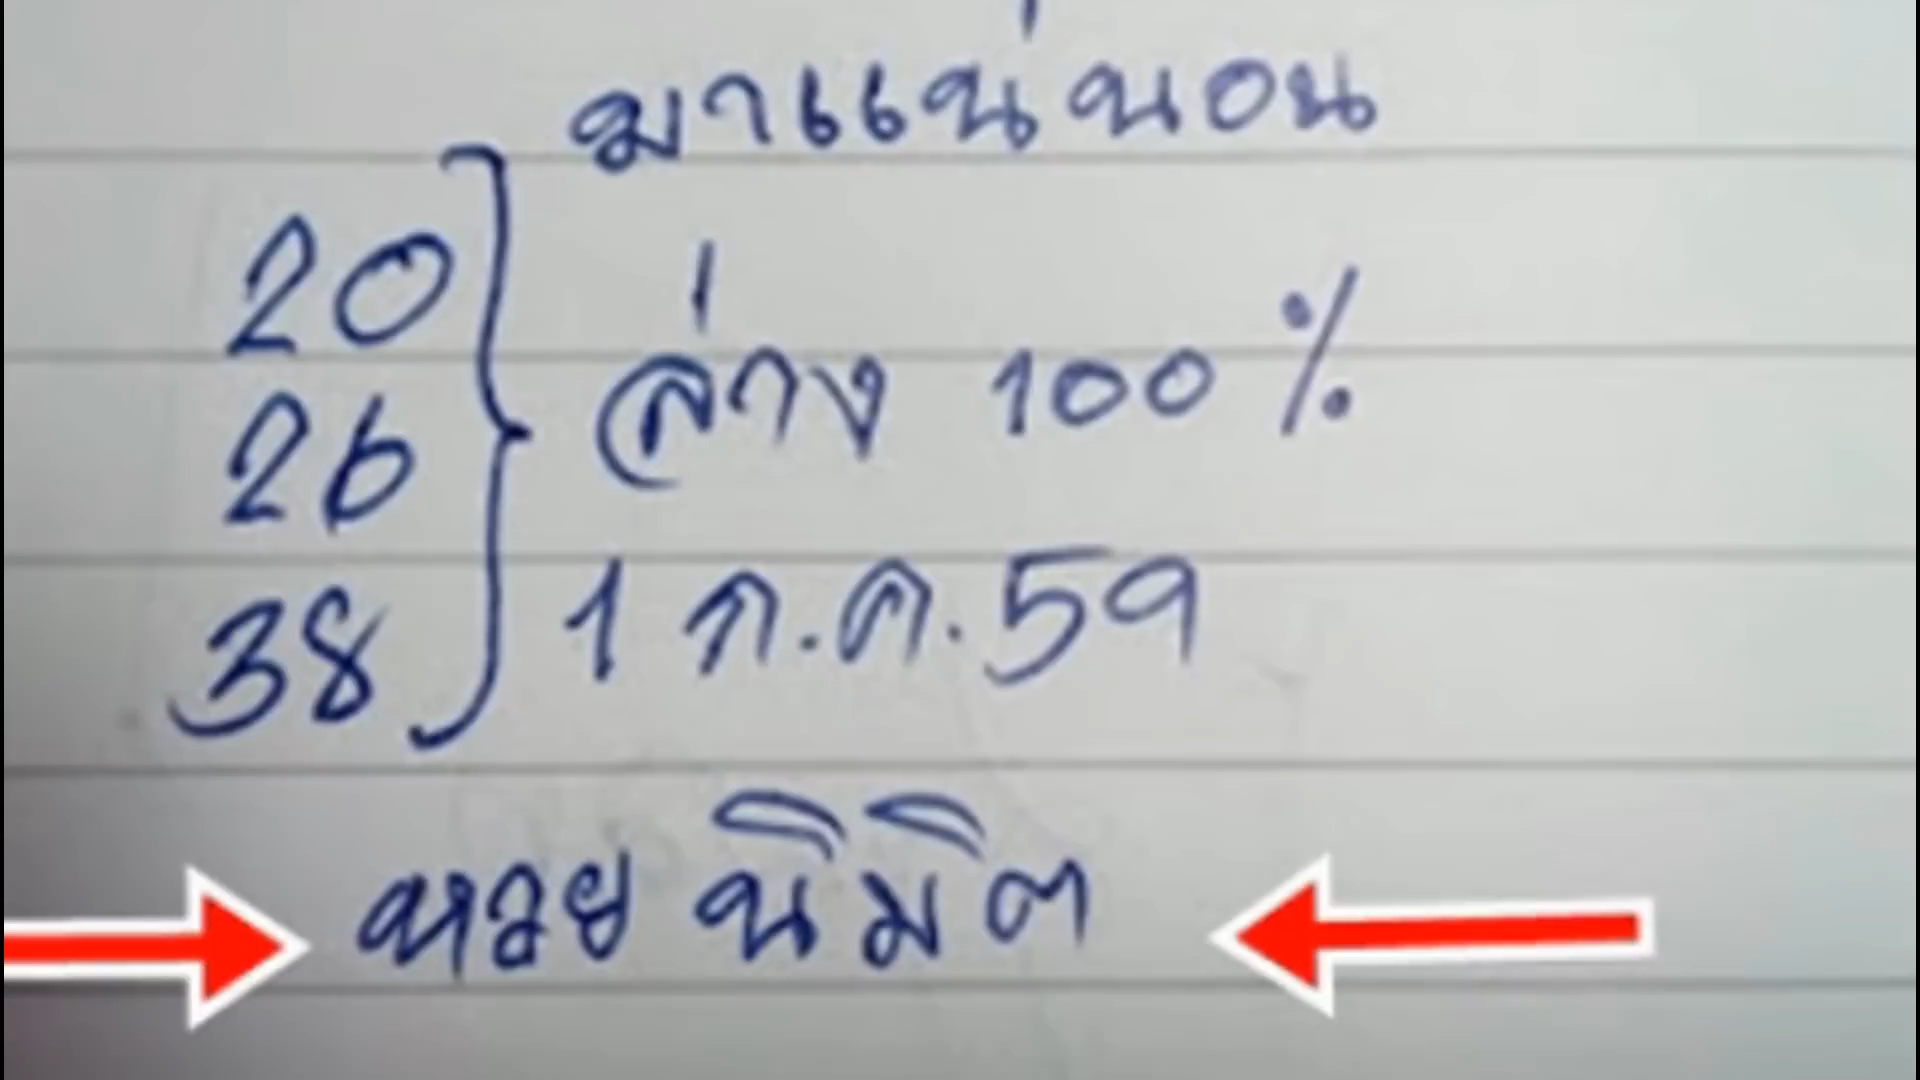 มาแน่นอน
20
26
38
ล่าง 100 %
1 ก.ค.59
หวย นิมิต